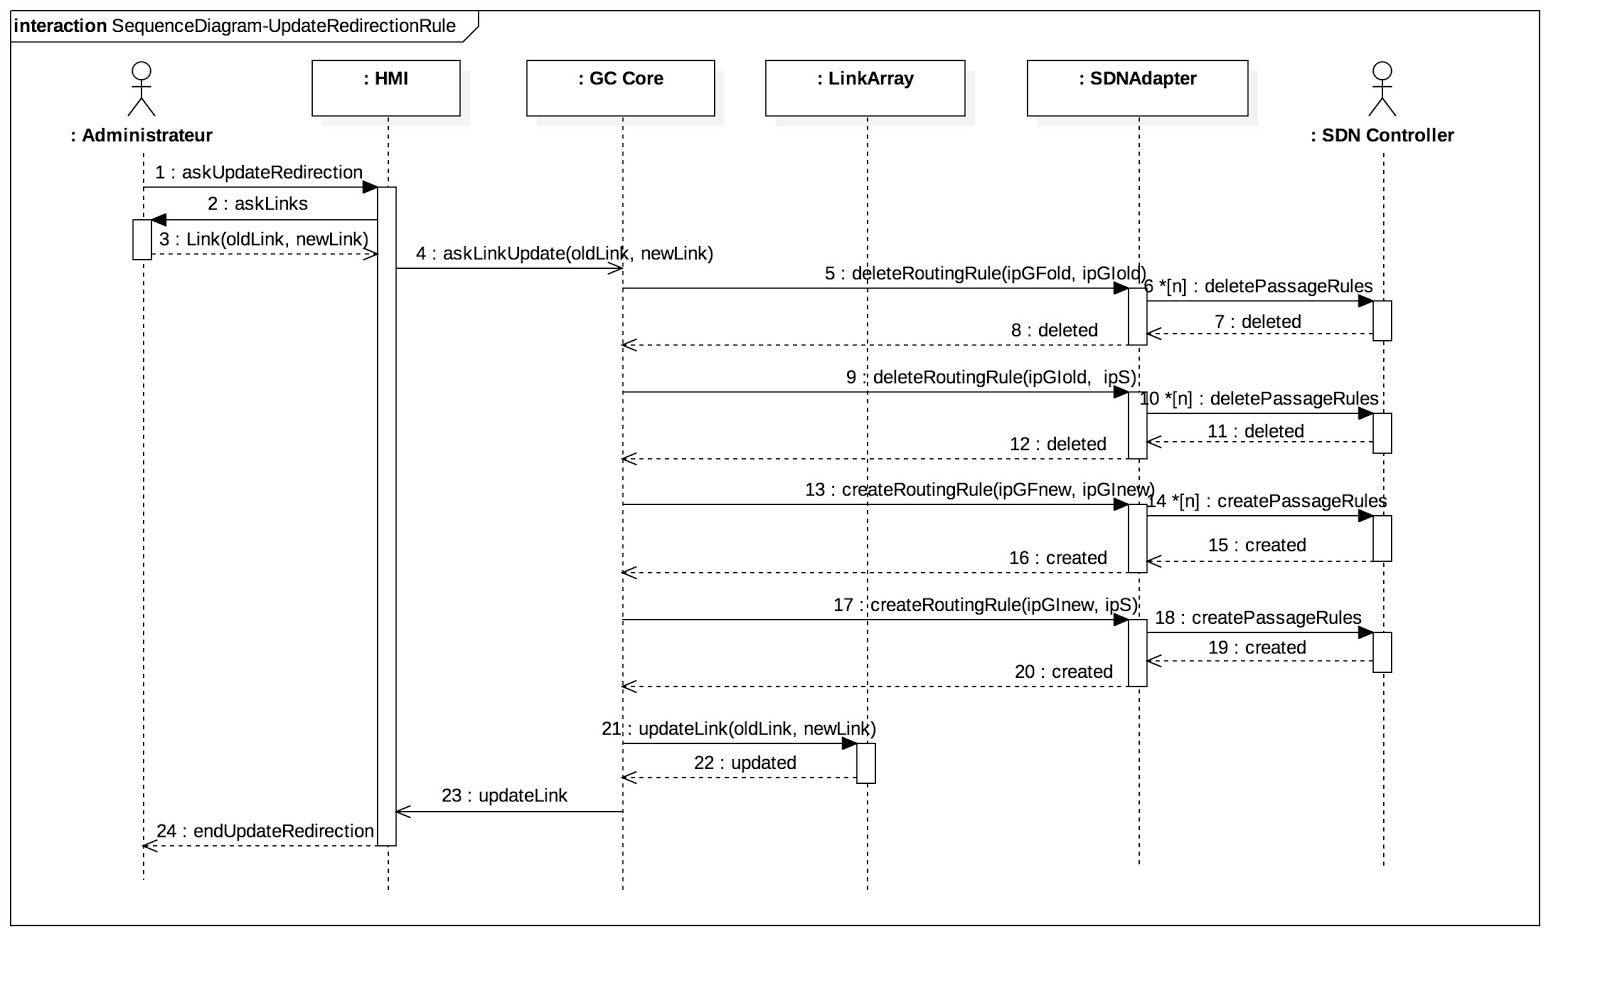 interaction SequenceDiagram-UpdateRedirectionRule
: HMI
: GC Core
: LinkArray
: SDNAdapter
: Administrateur
: SDN Controller
1 : askUpdateRedirection
2 : askLinks
3 : Link(oldLink, newLink)
4 : askLinkUpdate(oldLink, newLink)
5 : deleteRoutingRule(ipGFold, ipGIold)
6 *[n] : deletePassageRules
7 : deleted
8 : deleted
9 : deleteRoutingRule(ipGIold,  ipS)
10 *[n] : deletePassageRules
11 : deleted
12 : deleted
13 : createRoutingRule(ipGFnew, ipGInew)
14 *[n] : createPassageRules
15 : created
16 : created
17 : createRoutingRule(ipGInew, ipS)
18 : createPassageRules
19 : created
20 : created
21 : updateLink(oldLink, newLink)
22 : updated
23 : updateLink
24 : endUpdateRedirection